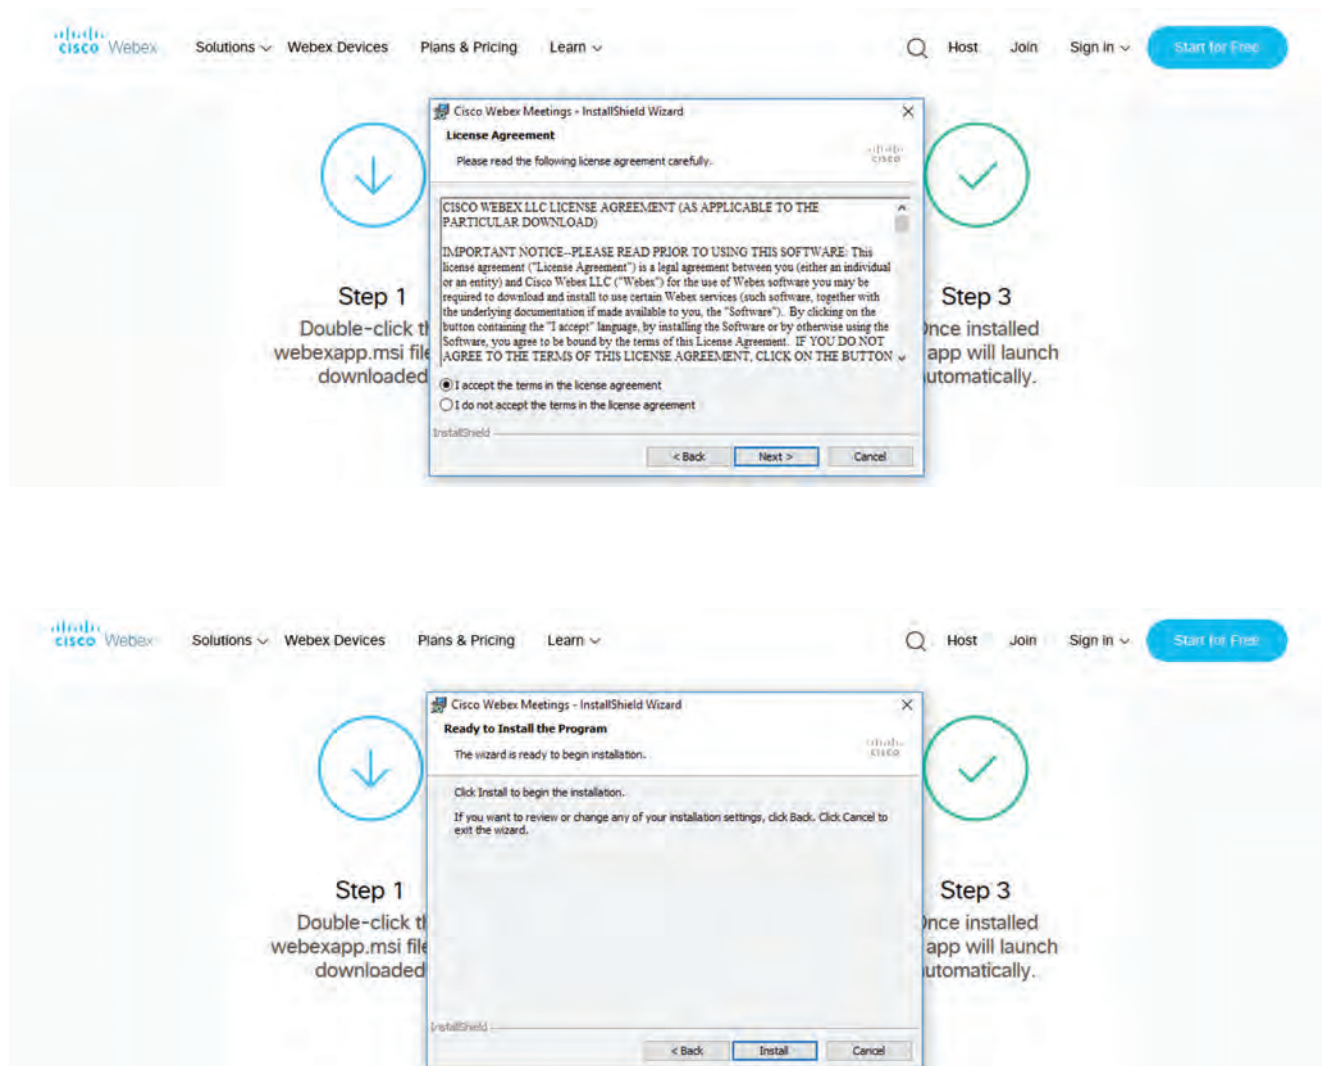 cisco Webex Solutions Webex Devices Plans & Pricing Learn Host Join Sign in Start for Free
Cisco Webex Meetings - InstallShield Wizard
License Agreement
Please read the following license agreement carefully.
cisco
CISCO WEBEX LLC LICENSE AGREEMENT (AS APPLICABLE TO THE
PARTICULAR DOWNLOAD)
IMPORTANT NOTICE--PLEASE READ PRIOR TO USING THIS SOFTWARE: This
license agreement ("License Agreement") is a legal agreement between you (either an individual
or an entity) and Cisco Webex LLC ("Webex") for the use of Webex software you may be
required to download and install to use certain Webex services (such software, together with
the underlying documentation if made available to you, the "Software"). By clicking on the
button containing the "I accept" language, by installing the Software or by otherwise using the
Software, you agree to be bound by the terms of this License Agreement. IF YOU DO NOT
AGREE TO THE TERMS OF THIS LICENSE AGREEMENT, CLICK ON THE BUTTON
I accept the terms in the license agreement
I do not accept the terms in the license agreement
InstallShield
< Back Next > Cancel
Step 1
Double-click th
webexapp.msi file
downloaded
Step 3
Once installed
app will launch
automatically.
cisco Webex Solutions Webex Devices Plans & Pricing Learn Host Join Sign in Start for Free
Cisco Webex Meetings - InstallShield Wizard
Ready to Install the Program
The wizard is ready to begin installation.
cisco
Click Install to begin the installation.
If you want to review or change any of your installation settings, click Back. Click Cancel to
exit the wizard.
InstallShield
< Back Install Cancel
Step 1
Double-click th
webexapp.msi file
downloaded
Step 3
Once installed
app will launch
automatically.